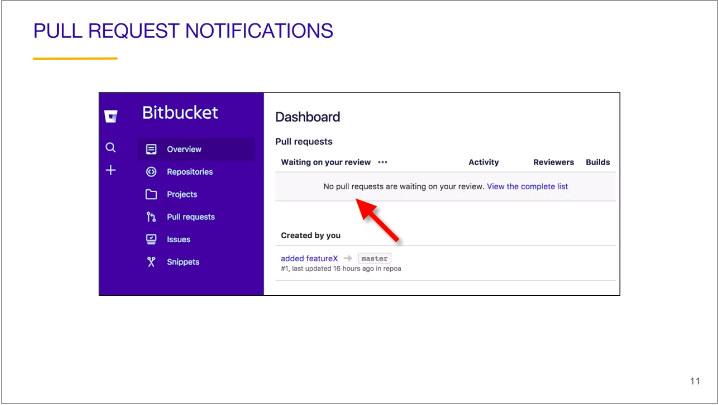 PULL REQUEST NOTIFICATIONS
Bitbucket
Overview
Repositories
Projects
Pull requests
Issues
Snippets
Dashboard
Pull requests
Waiting on your review ••• Activity Reviewers Builds
No pull requests are waiting on your review. View the complete list
Created by you
added featureX → master
#1, last updated 16 hours ago in repoa
11